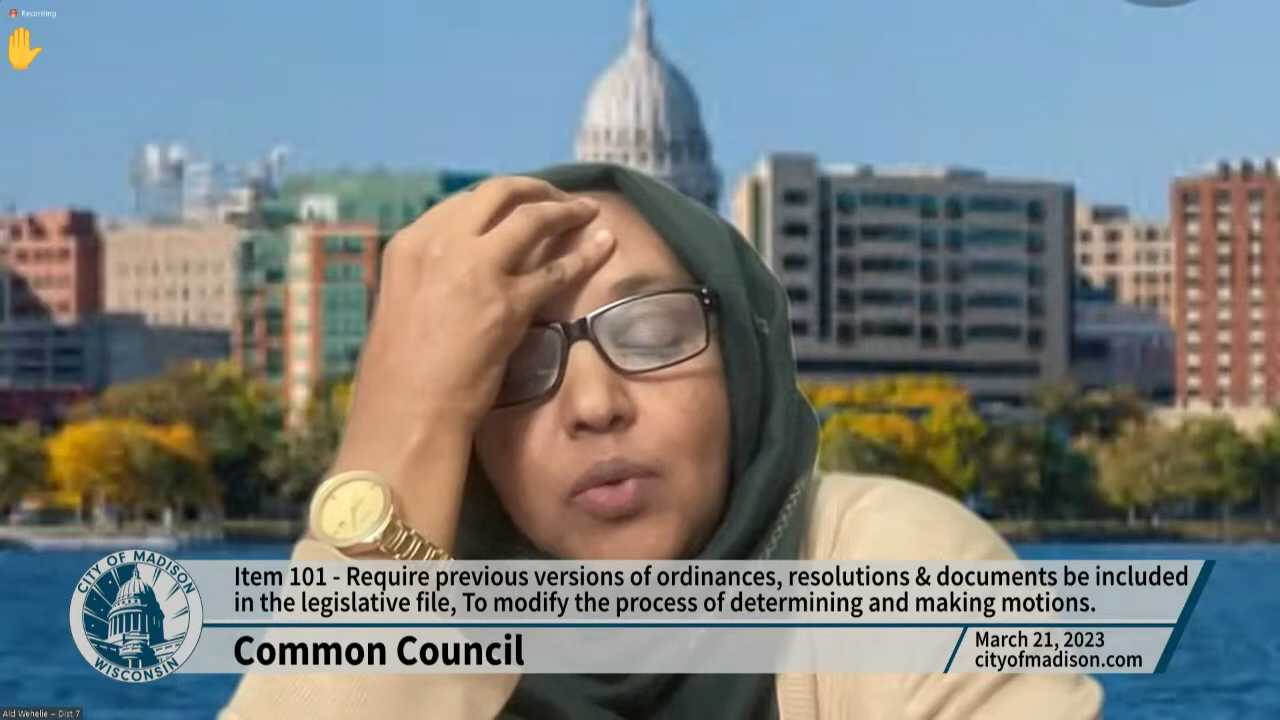 Recording
CITY OF MADISON
WISCONSIN
Item 101 - Require previous versions of ordinances, resolutions & documents be included
in the legislative file, To modify the process of determining and making motions.
Common Council
March 21, 2023
cityofmadison.com
Ald Wehelie – Dist 7